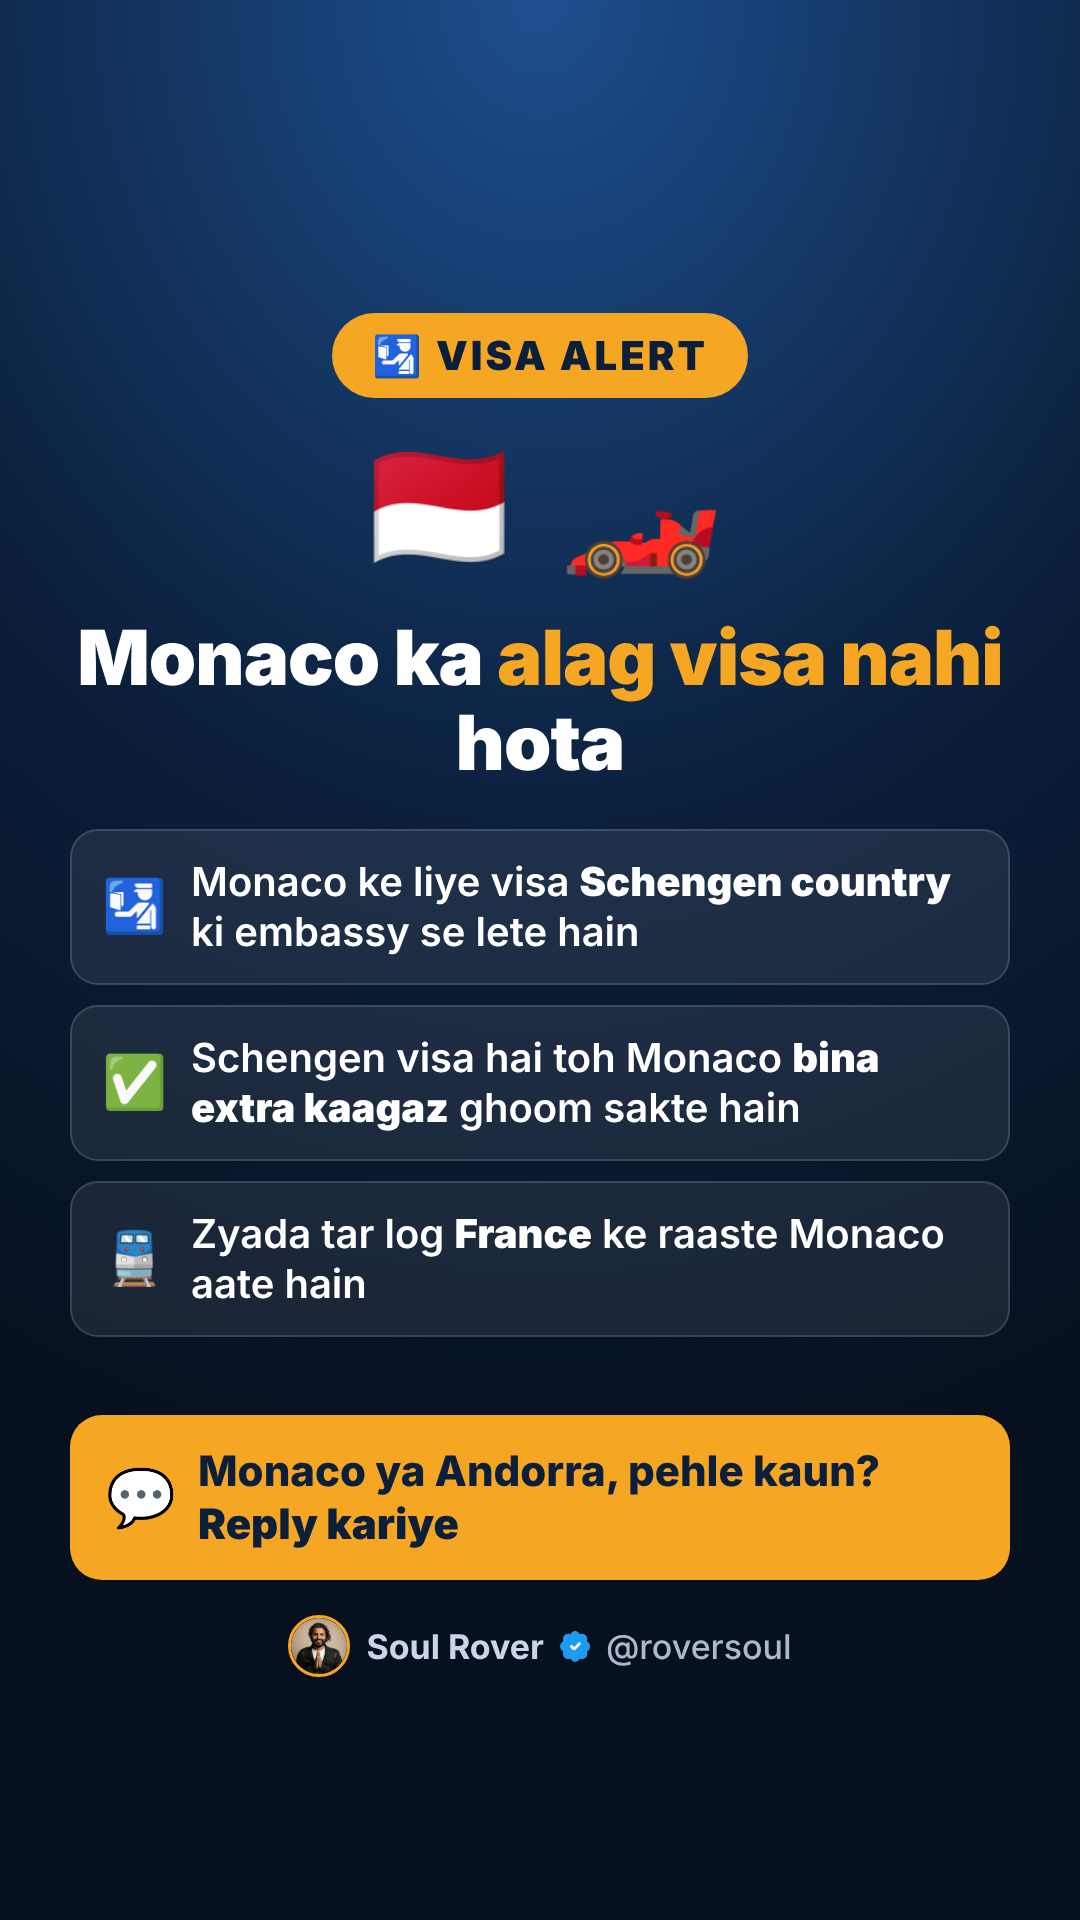 VISA ALERT
Monaco ka alag visa nahi
hota
Monaco ke liye visa Schengen country
ki embassy se lete hain
Schengen visa hai toh Monaco bina
extra kaagaz ghoom sakte hain
Zyada tar log France ke raaste Monaco
aate hain
Monaco ya Andorra, pehle kaun?
Reply kariye
Soul Rover @roversoul